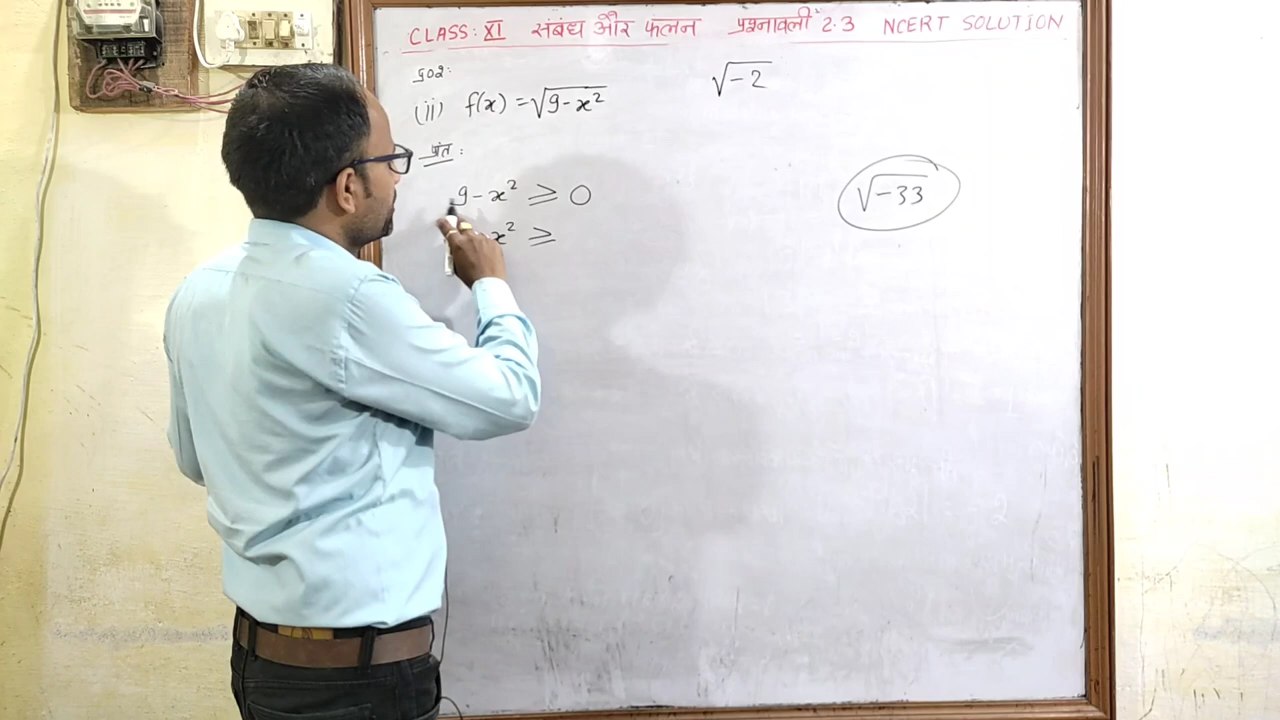 CLASS: XI संबंध और फलन प्रश्नावली 2.3 NCERT SOLUTION
प्र02:
(ii) f(x) = √9-x²
√-2
प्रांत :
9-x² ≥ 0
√-33
x² ≥